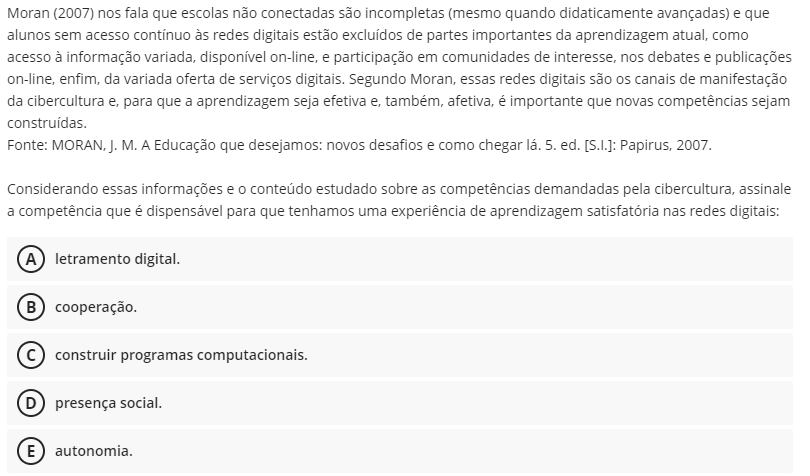 Moran (2007) nos fala que escolas não conectadas são incompletas (mesmo quando didaticamente avançadas) e que
alunos sem acesso contínuo às redes digitais estão excluídos de partes importantes da aprendizagem atual, como
acesso à informação variada, disponível on-line, e participação em comunidades de interesse, nos debates e publicações
on-line, enfim, da variada oferta de serviços digitais. Segundo Moran, essas redes digitais são os canais de manifestação
da cibercultura e, para que a aprendizagem seja efetiva e, também, afetiva, é importante que novas competências sejam
construídas.
Fonte: MORAN, J. M. A Educação que desejamos: novos desafios e como chegar lá. 5. ed. [S.I.]: Papirus, 2007.
Considerando essas informações e o conteúdo estudado sobre as competências demandadas pela cibercultura, assinale
a competência que é dispensável para que tenhamos uma experiência de aprendizagem satisfatória nas redes digitais:
A letramento digital.
B cooperação.
C construir programas computacionais.
D presença social.
E autonomia.